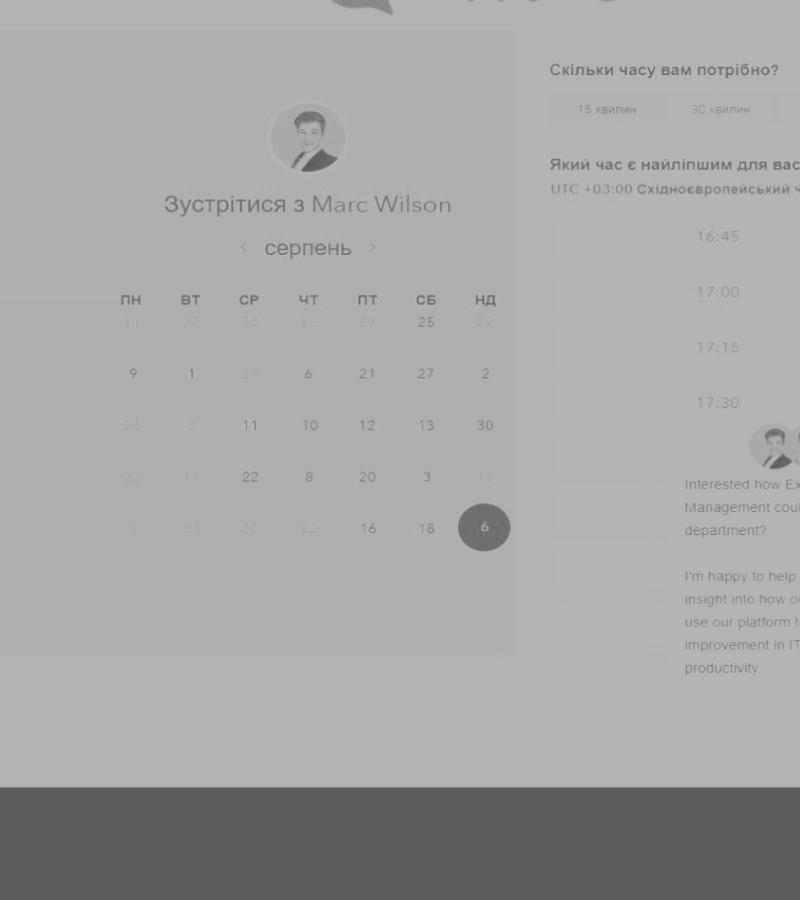 Зустрітися з Marc Wilson
< серпень >
ПН ВТ СР ЧТ ПТ СБ НД
11 27 30 12 29 25 27
9 1 27 6 21 27 2
26 3 11 10 12 13 30
22 14 22 8 20 3 16
3 31 20 12 16 18 6
Скільки часу вам потрібно?
15 хвилин 30 хвилин
Який час є найліпшим для вас
UTC +03:00 Східноєвропейський ч
16:45
17:00
17:15
17:30
Interested how Ex
Management coul
department?
I'm happy to help
insight into how o
use our platform t
improvement in IT
productivity.